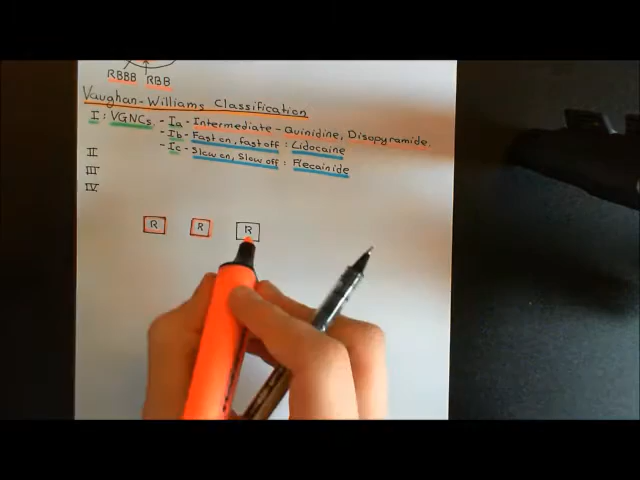 RBBB RBB
Vaughan-Williams Classification
I: VGNCs - Ia - Intermediate - Quinidine, Disopyramide.
- Ib - Fast on, fast off : Lidocaine
- Ic - Slow on, Slow off : Flecainide
II
III
IV
R R R